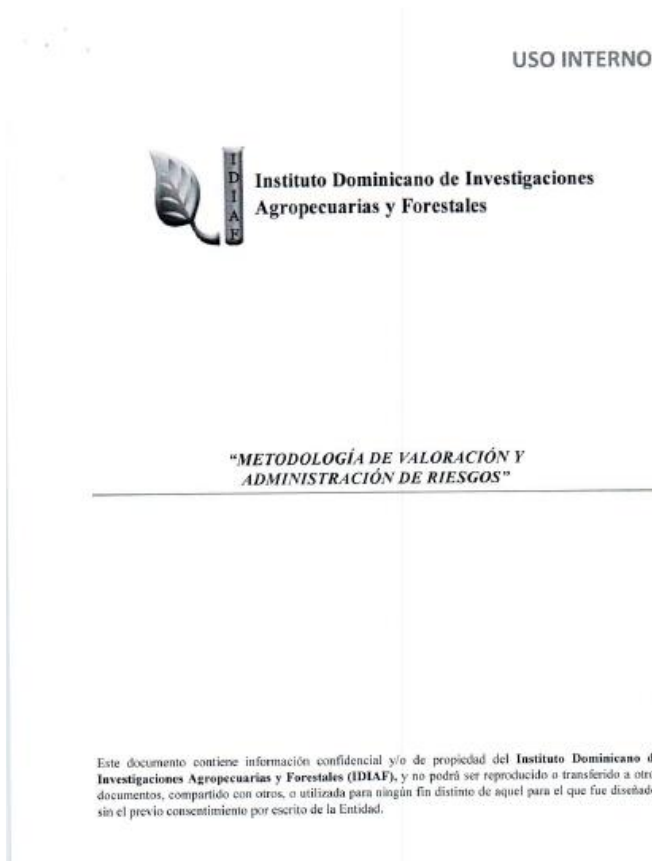 USO INTERNO
IDIAF
Instituto Dominicano de Investigaciones
Agropecuarias y Forestales
“METODOLOGÍA DE VALORACIÓN Y
ADMINISTRACIÓN DE RIESGOS”
Este documento contiene información confidencial y/o de propiedad del Instituto Dominicano d
Investigaciones Agropecuarias y Forestales (IDIAF), y no podrá ser reproducido o transferido a otro
documentos, compartido con otros, o utilizada para ningún fin distinto de aquel para el que fue diseñado
sin el previo consentimiento por escrito de la Entidad.